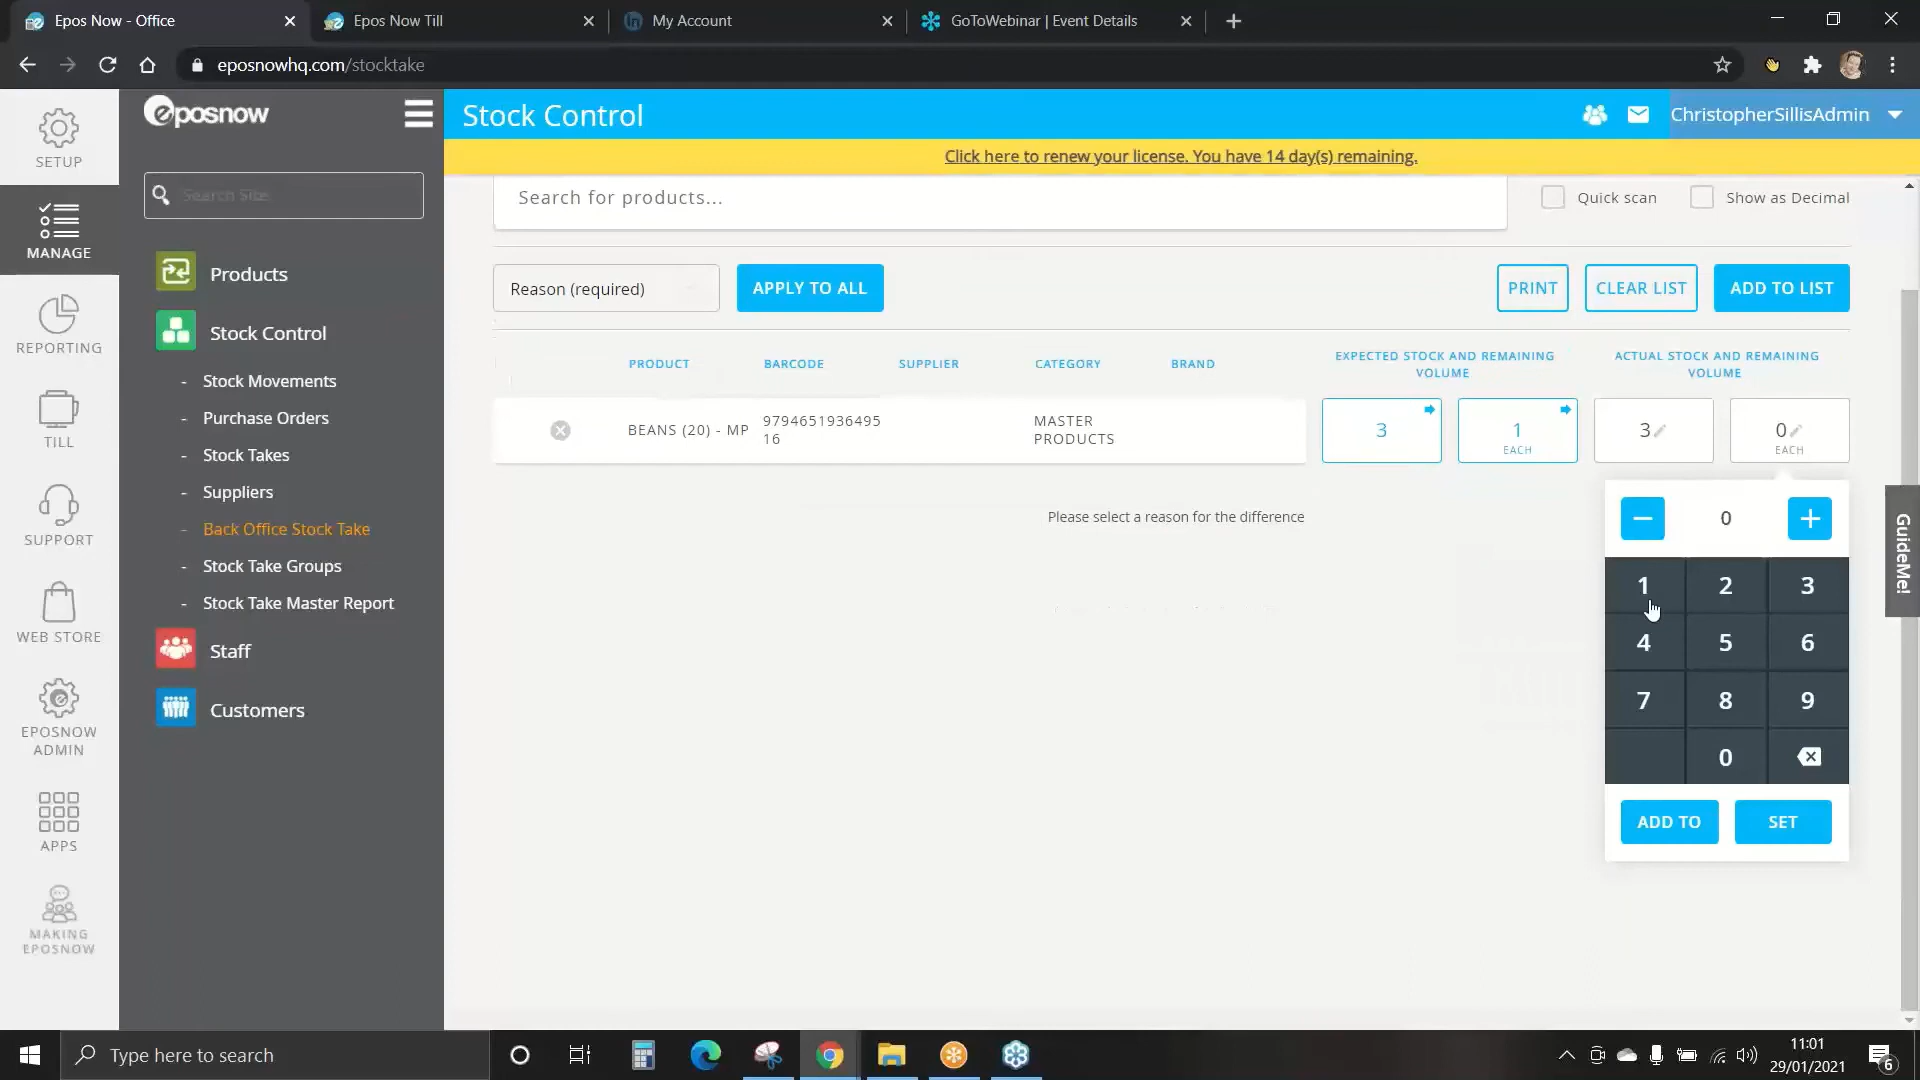 Epos Now - Office
Epos Now Till
My Account
GoToWebinar | Event Details
eposnowhq.com/stocktake
SETUP
MANAGE
REPORTING
TILL
SUPPORT
WEB STORE
EPOSNOW
ADMIN
APPS
MAKING
EPOSNOW
eposnow
Search Site
Products
Stock Control
- Stock Movements
- Purchase Orders
- Stock Takes
- Suppliers
- Back Office Stock Take
- Stock Take Groups
- Stock Take Master Report
Staff
Customers
Stock Control
ChristopherSillisAdmin
Click here to renew your license. You have 14 day(s) remaining.
Search for products...
Quick scan
Show as Decimal
Reason (required)
APPLY TO ALL
PRINT
CLEAR LIST
ADD TO LIST
PRODUCT
BARCODE
SUPPLIER
CATEGORY
BRAND
EXPECTED STOCK AND REMAINING
VOLUME
ACTUAL STOCK AND REMAINING
VOLUME
BEANS (20) - MP
9794651936495
16
MASTER
PRODUCTS
3
1
EACH
3
0
EACH
Please select a reason for the difference
0
1 2 3
4 5 6
7 8 9
0
ADD TO
SET
GuideMe!
Type here to search
11:01
29/01/2021
6